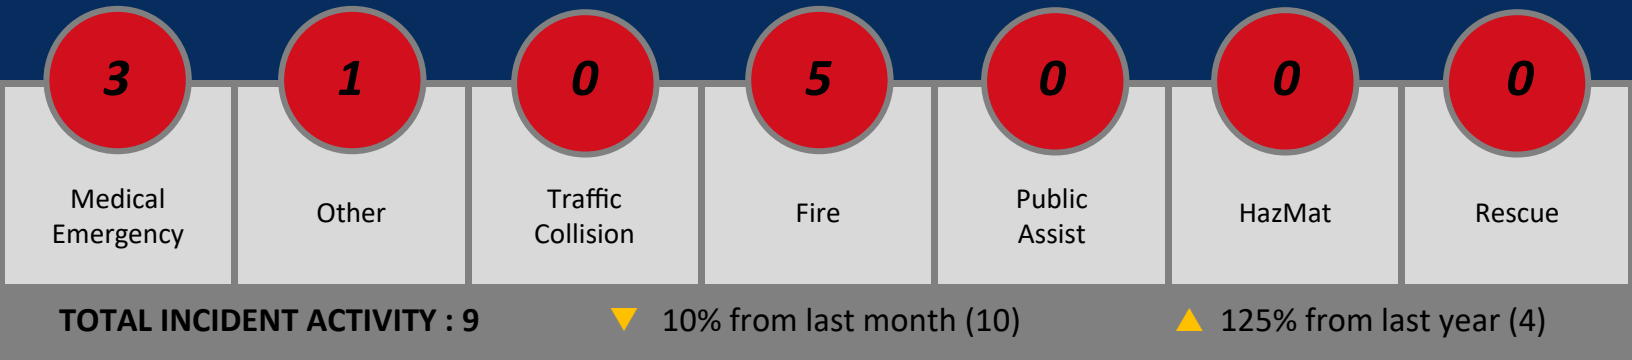 3
1
0
5
0
0
0
Medical
Emergency
Other
Traffic
Collision
Fire
Public
Assist
HazMat
Rescue
TOTAL INCIDENT ACTIVITY : 9
10% from last month (10)
125% from last year (4)